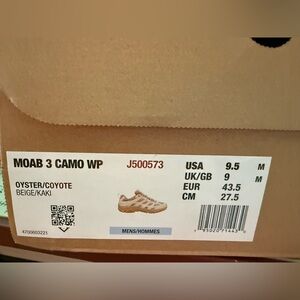 MOAB 3 CAMO WP J500573
OYSTER/COYOTE
BEIGE/KAKI
USA 9.5 M
UK/GB 9 M
EUR 43.5
CM 27.5
MENS/HOMMES